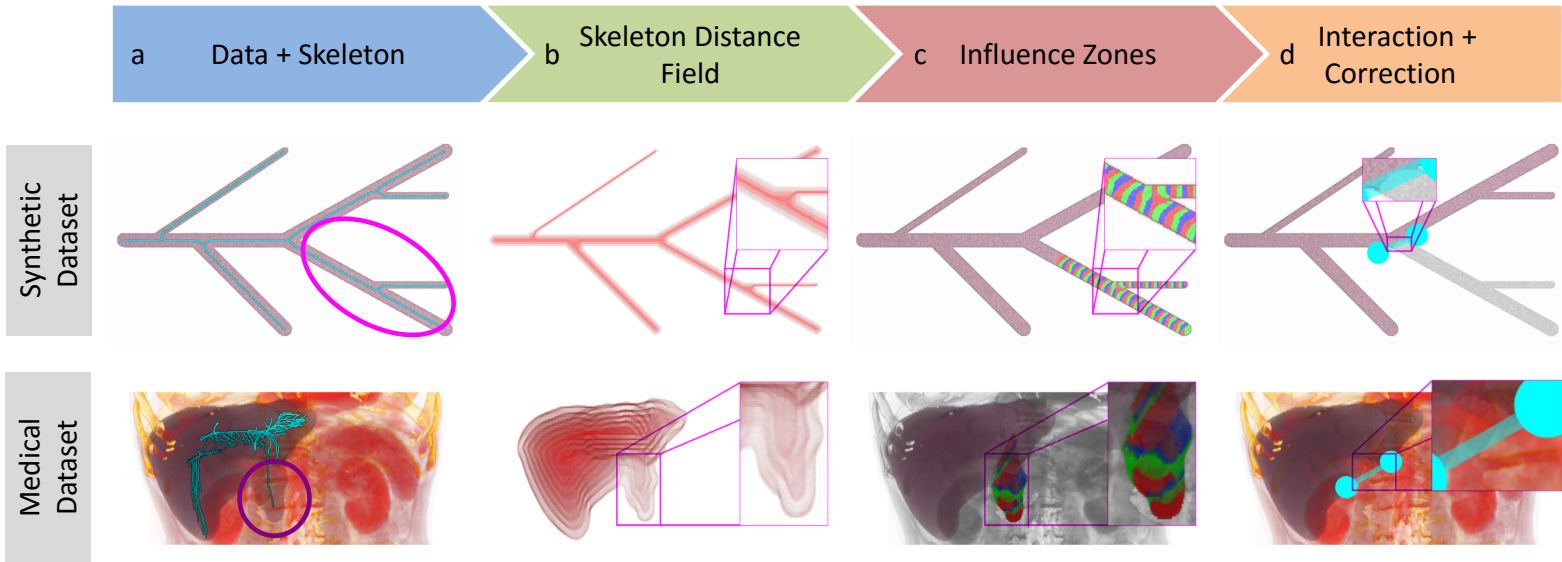 a Data + Skeleton
b Skeleton Distance
Field
c Influence Zones
d Interaction +
Correction
Synthetic
Dataset
Medical
Dataset